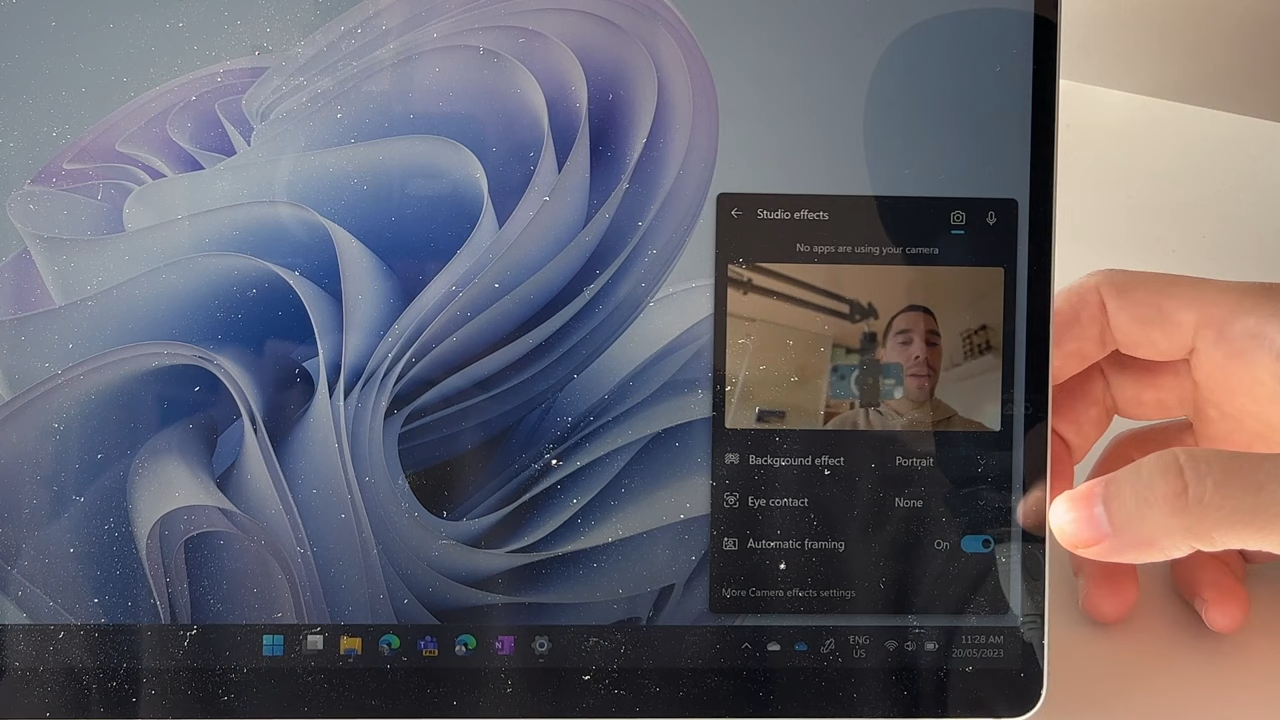 Studio effects
No apps are using your camera
Background effect Portrait
Eye contact None
Automatic framing On
More Camera effects settings
ENG 11:28 AM
US 20/05/2023